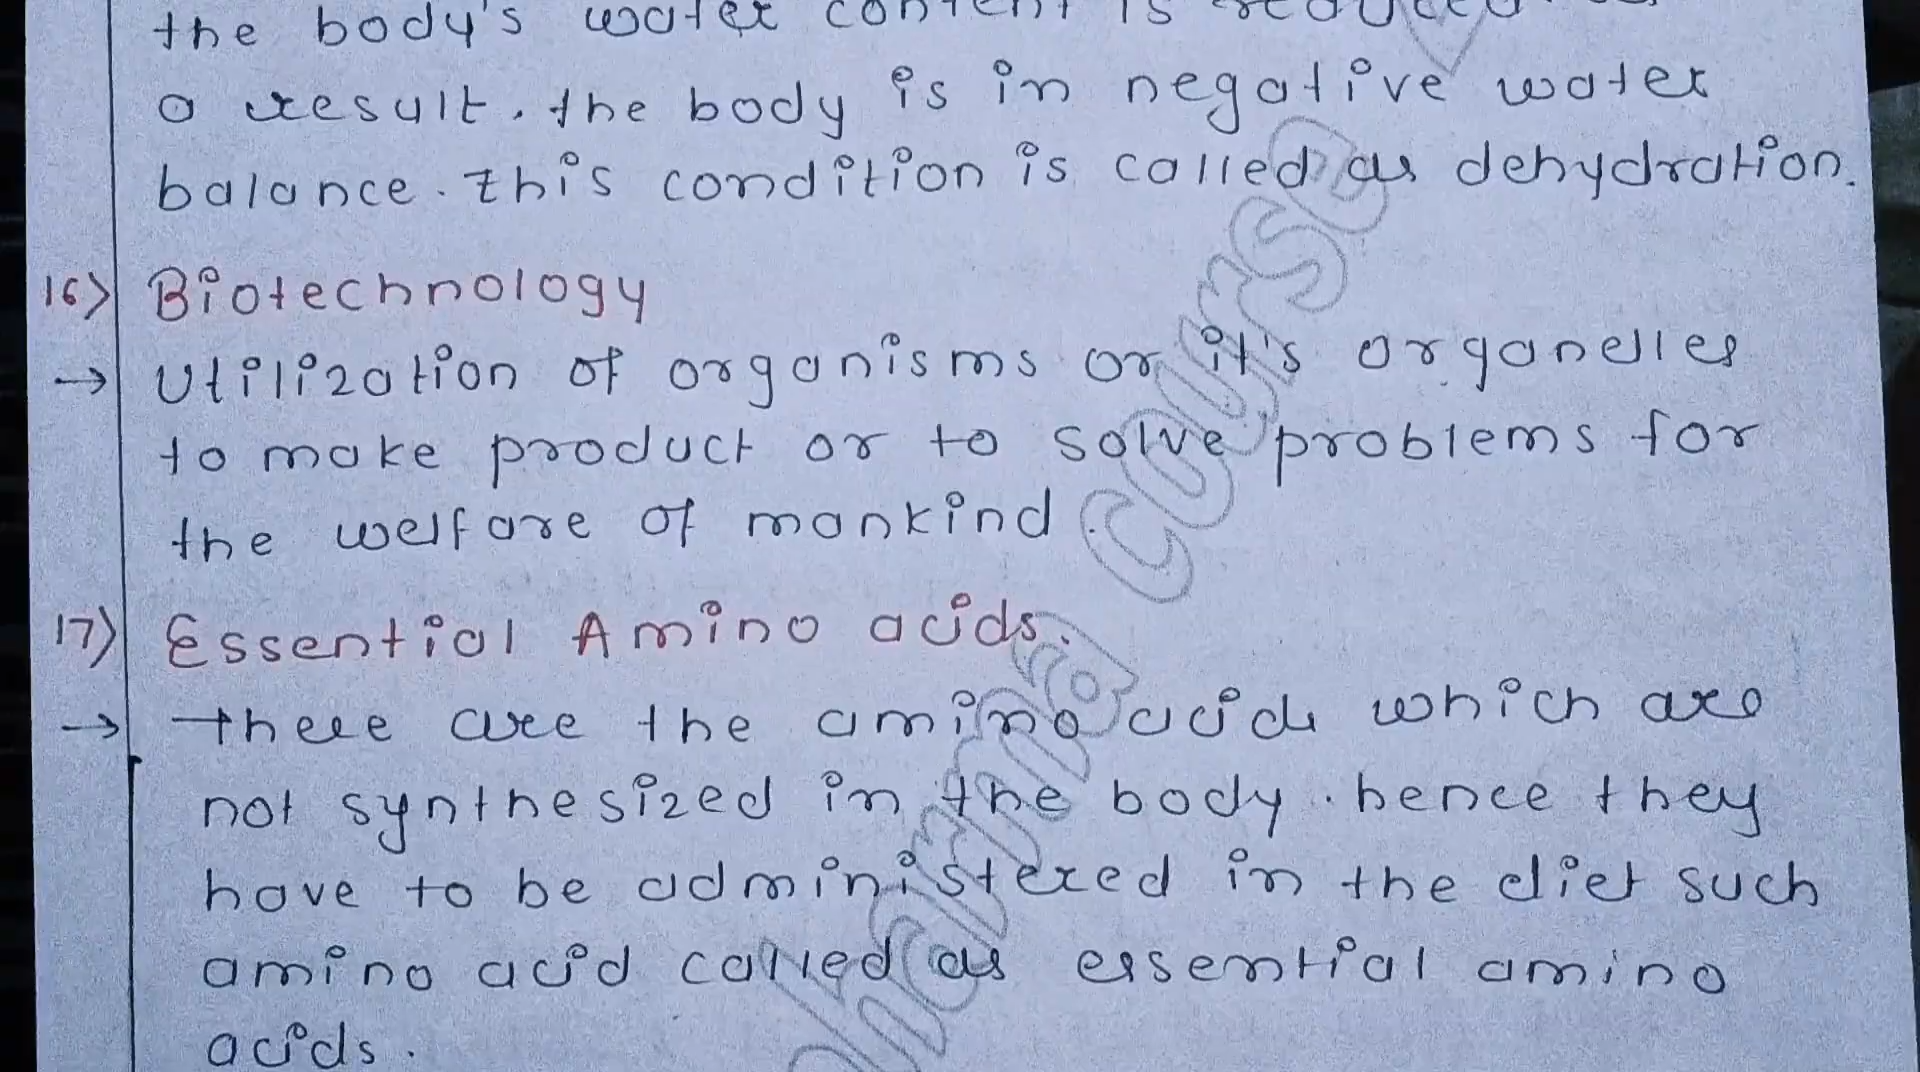 the body's water content is reduced as
a result. the body is in negative water
balance. this condition is called as dehydration.
16) Biotechnology
→ Utilization of organisms or it's organelles
to make product or to solve problems for
the welfare of mankind.
17) Essential Amino acids.
→ there are the amino acids which are
not synthesized in the body. hence they
have to be administered in the diet such
amino acid called as essential amino
acids.